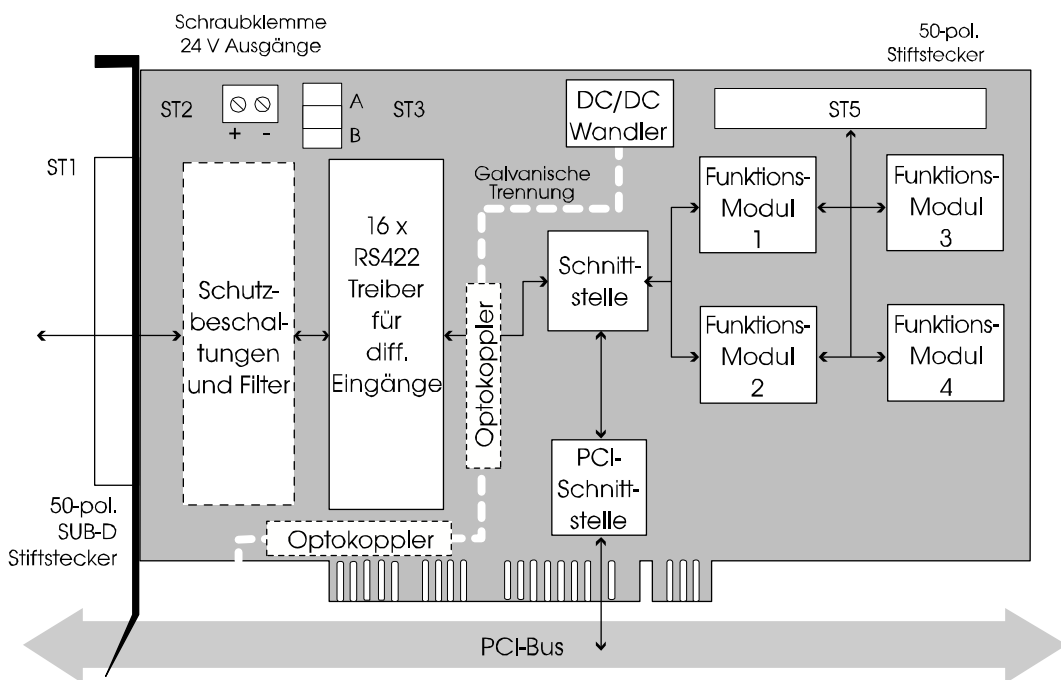 Schraubklemme
24 V Ausgänge
50-pol.
Stiftstecker
ST2
+ -
A
B
ST3
DC/DC
Wandler
ST5
ST1
Galvanische
Trennung
Funktions-
Modul
1
Funktions-
Modul
3
16 x
RS422
Treiber
für
diff.
Eingänge
Schutz-
beschal-
tungen
und Filter
Optokoppler
Schnitt-
stelle
Funktions-
Modul
2
Funktions-
Modul
4
PCI-
Schnitt-
stelle
50-pol.
SUB-D
Stiftstecker
Optokoppler
PCI-Bus